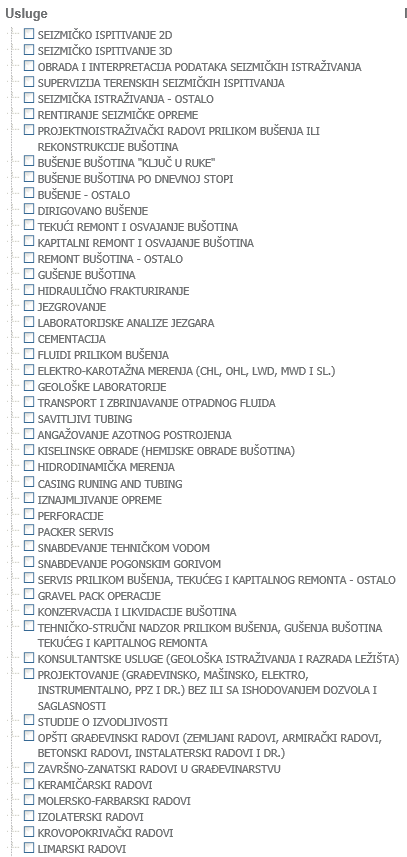 Usluge
SEIZMIČKO ISPITIVANJE 2D
SEIZMIČKO ISPITIVANJE 3D
OBRADA I INTERPRETACIJA PODATAKA SEIZMIČKIH ISTRAŽIVANJA
SUPERVIZIJA TERENSKIH SEIZMIČKIH ISPITIVANJA
SEIZMIČKA ISTRAŽIVANJA - OSTALO
RENTIRANJE SEIZMIČKE OPREME
PROJEKTNOISTRAŽIVAČKI RADOVI PRILIKOM BUŠENJA ILI
REKONSTRUKCIJE BUŠOTINA
BUŠENJE BUŠOTINA "KLJUČ U RUKE"
BUŠENJE BUŠOTINA PO DNEVNOJ STOPI
BUŠENJE - OSTALO
DIRIGOVANO BUŠENJE
TEKUĆI REMONT I OSVAJANJE BUŠOTINA
KAPITALNI REMONT I OSVAJANJE BUŠOTINA
REMONT BUŠOTINA - OSTALO
GUŠENJE BUŠOTINA
HIDRAULIČNO FRAKTURIRANJE
JEZGROVANJE
LABORATORIJSKE ANALIZE JEZGARA
CEMENTACIJA
FLUIDI PRILIKOM BUŠENJA
ELEKTRO-KAROTAŽNA MERENJA (CHL, OHL, LWD, MWD I SL.)
GEOLOŠKE LABORATORIJE
TRANSPORT I ZBRINJAVANJE OTPADNOG FLUIDA
SAVITLJIVI TUBING
ANGAŽOVANJE AZOTNOG POSTROJENJA
KISELINSKE OBRADE (HEMIJSKE OBRADE BUŠOTINA)
HIDRODINAMIČKA MERENJA
CASING RUNING AND TUBING
IZNAJMLJIVANJE OPREME
PERFORACIJE
PACKER SERVIS
SNABDEVANJE TEHNIČKOM VODOM
SNABDEVANJE POGONSKIM GORIVOM
SERVIS PRILIKOM BUŠENJA, TEKUĆEG I KAPITALNOG REMONTA - OSTALO
GRAVEL PACK OPERACIJE
KONZERVACIJA I LIKVIDACIJE BUŠOTINA
TEHNIČKO-STRUČNI NADZOR PRILIKOM BUŠENJA, GUŠENJA BUŠOTINA
TEKUĆEG I KAPITALNOG REMONTA
KONSULTANTSKE USLUGE (GEOLOŠKA ISTRAŽIVANJA I RAZRADA LEŽIŠTA)
PROJEKTOVANJE (GRAĐEVINSKO, MAŠINSKO, ELEKTRO,
INSTRUMENTALNO, PPZ I DR.) BEZ ILI SA ISHODOVANJEM DOZVOLA I
SAGLASNOSTI
STUDIJE O IZVODLJIVOSTI
OPŠTI GRAĐEVINSKI RADOVI (ZEMLJANI RADOVI, ARMIRAČKI RADOVI,
BETONSKI RADOVI, INSTALATERSKI RADOVI I DR.)
ZAVRŠNO-ZANATSKI RADOVI U GRAĐEVINARSTVU
KERAMIČARSKI RADOVI
MOLERSKO-FARBARSKI RADOVI
IZOLATERSKI RADOVI
KROVOPOKRIVAČKI RADOVI
LIMARSKI RADOVI